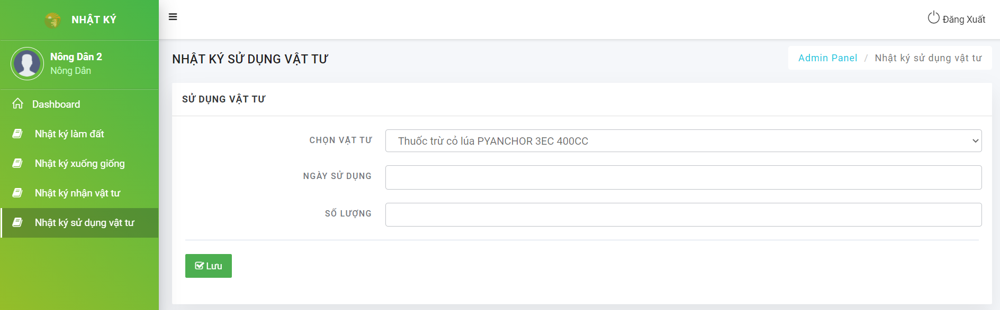 NHẬT KÝ
Đăng Xuất
Nông Dân 2
Nông Dân
Dashboard
Nhật ký làm đất
Nhật ký xuống giống
Nhật ký nhận vật tư
Nhật ký sử dụng vật tư
NHẬT KÝ SỬ DỤNG VẬT TƯ
Admin Panel / Nhật ký sử dụng vật tư
SỬ DỤNG VẬT TƯ
CHỌN VẬT TƯ Thuốc trừ cỏ lúa PYANCHOR 3EC 400CC
NGÀY SỬ DỤNG
SỐ LƯỢNG
Lưu